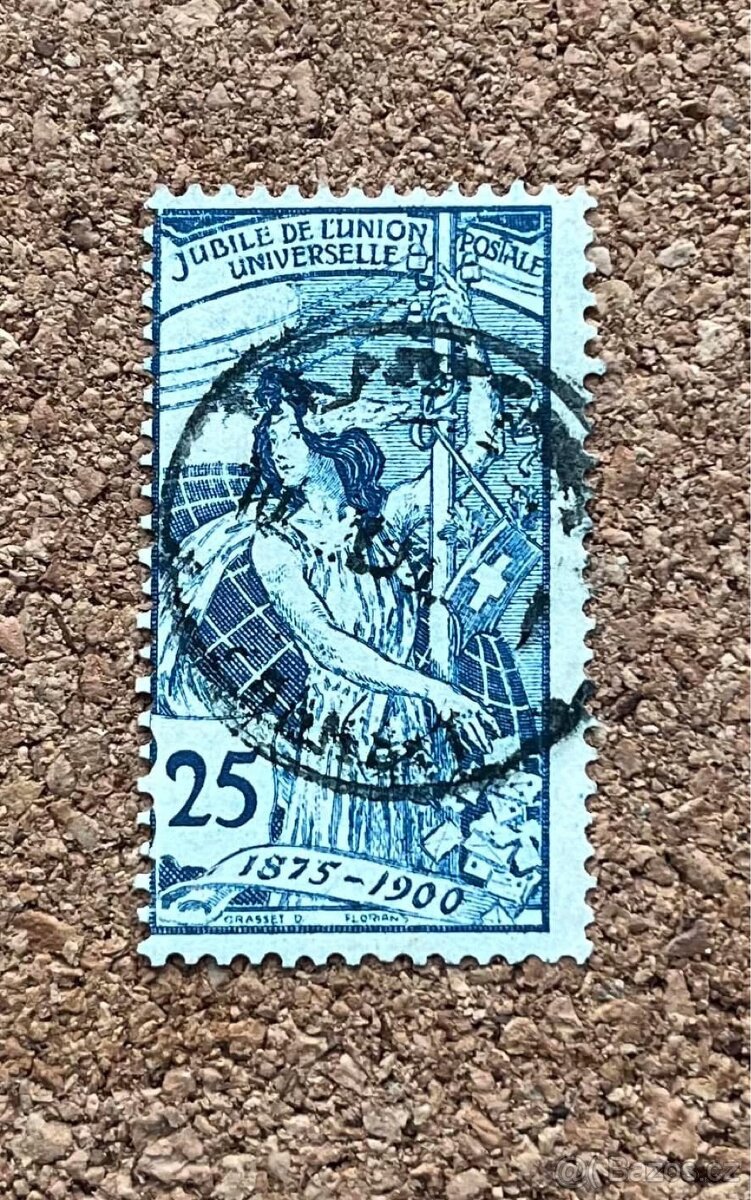 JUBILÉ DE L'UNION
POSTALE
UNIVERSELLE
25
1875-1900
GRASSET D. FLORIAN S
Bazos.cz